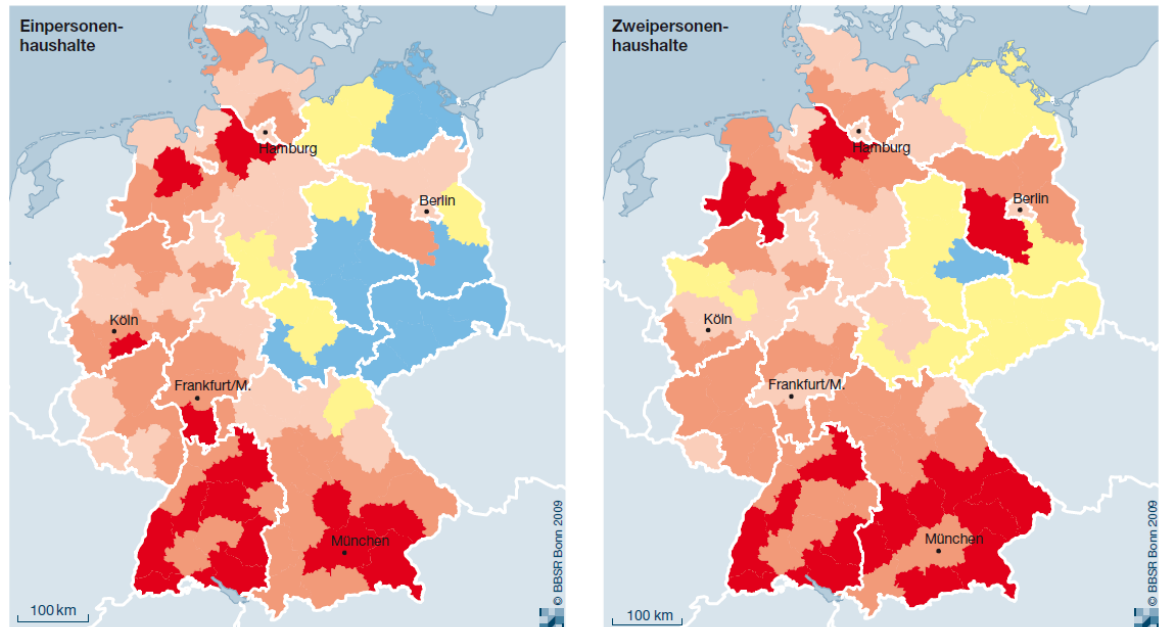 Einpersonen-
haushalte
Hamburg
Berlin
Köln
Frankfurt/M.
München
100 km
© BBSR Bonn 2009
Zweipersonen-
haushalte
Hamburg
Berlin
Köln
Frankfurt/M.
München
100 km
© BBSR Bonn 2009